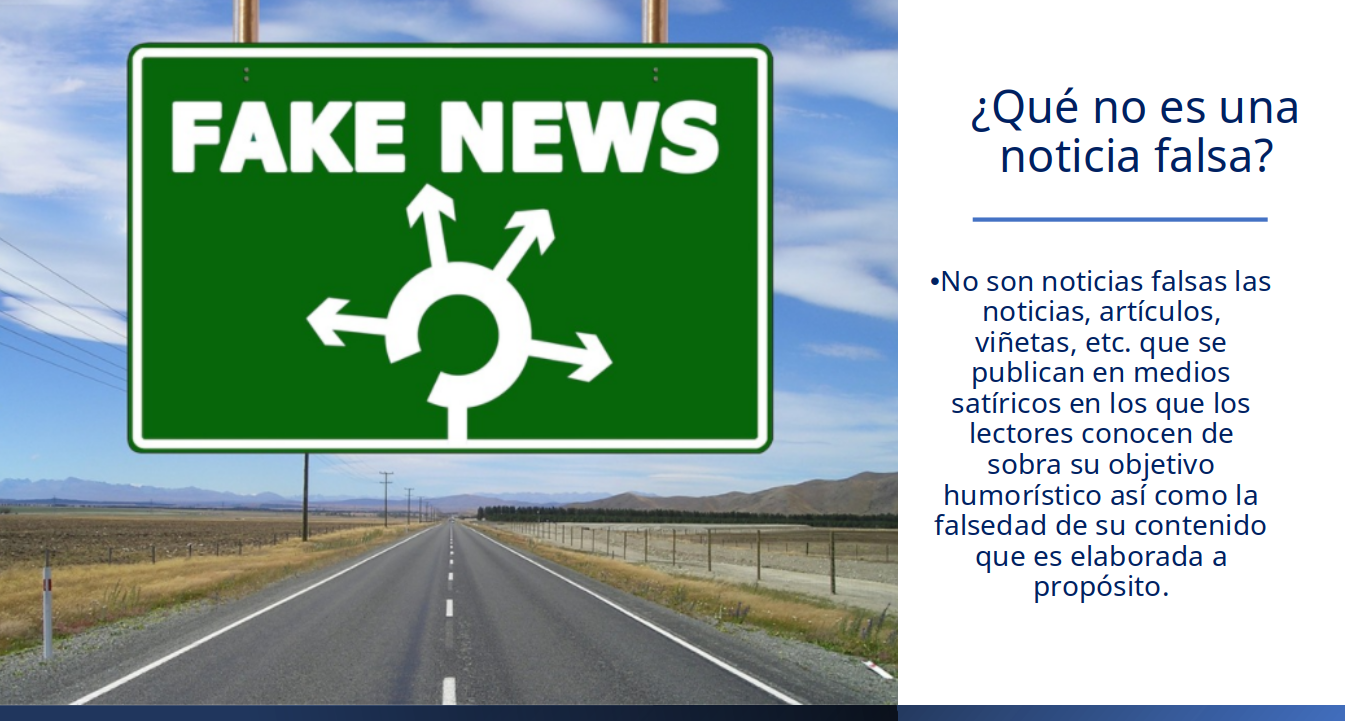 FAKE NEWS
¿Qué no es una
noticia falsa?
•No son noticias falsas las
noticias, artículos,
viñetas, etc. que se
publican en medios
satíricos en los que los
lectores conocen de
sobra su objetivo
humorístico así como la
falsedad de su contenido
que es elaborada a
propósito.